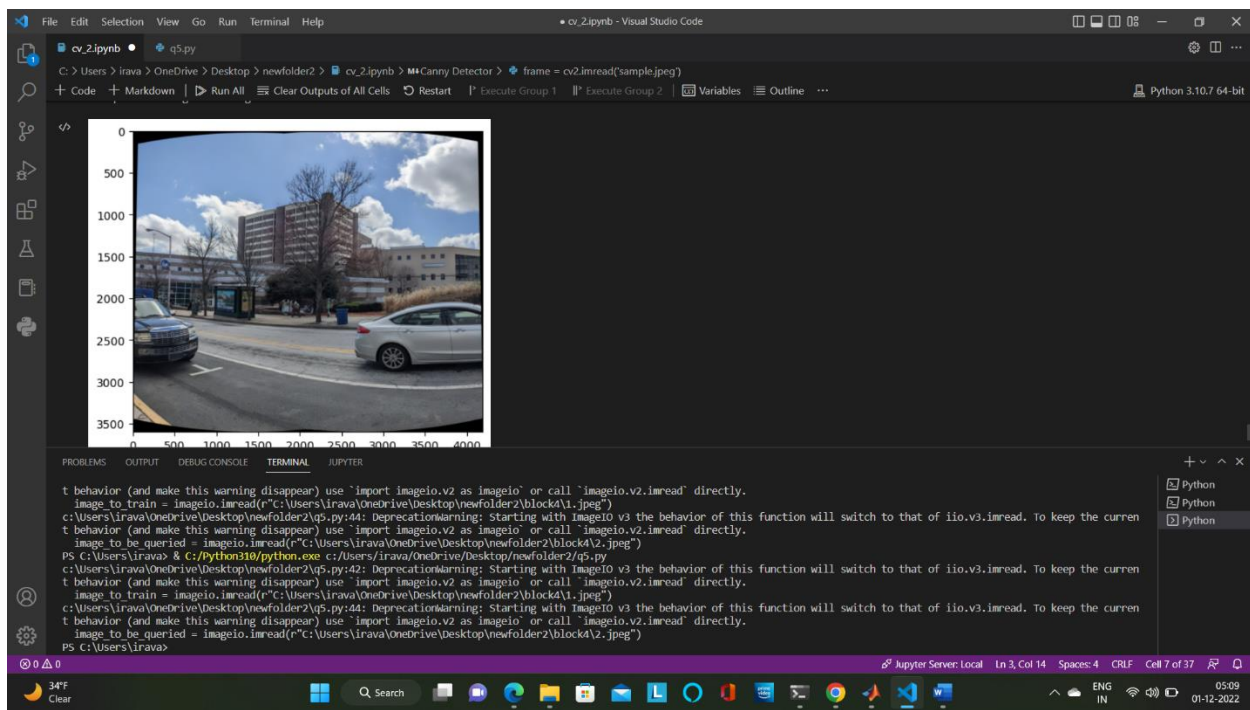 File Edit Selection View Go Run Terminal Help
● cv_2.ipynb - Visual Studio Code
cv_2.ipynb ●
q5.py
C: > Users > irava > OneDrive > Desktop > newfolder2 > cv_2.ipynb > M↓Canny Detector > frame = cv2.imread('sample.jpeg')
+ Code + Markdown | Run All Clear Outputs of All Cells Restart Execute Group 1 Execute Group 2 | Variables Outline ···
Python 3.10.7 64-bit
0
500
1000
1500
2000
2500
3000
3500
0 500 1000 1500 2000 2500 3000 3500 4000
PROBLEMS OUTPUT DEBUG CONSOLE TERMINAL JUPYTER
t behavior (and make this warning disappear) use `import imageio.v2 as imageio` or call `imageio.v2.imread` directly.
image_to_train = imageio.imread(r"C:\Users\irava\OneDrive\Desktop\newfolder2\block4\1.jpeg")
c:\Users\irava\OneDrive\Desktop\newfolder2\q5.py:44: DeprecationWarning: Starting with ImageIO v3 the behavior of this function will switch to that of iio.v3.imread. To keep the curren
t behavior (and make this warning disappear) use `import imageio.v2 as imageio` or call `imageio.v2.imread` directly.
image_to_be_queried = imageio.imread(r"C:\Users\irava\OneDrive\Desktop\newfolder2\block4\2.jpeg")
PS C:\Users\irava> & C:/Python310/python.exe c:/Users/irava/OneDrive/Desktop/newfolder2/q5.py
c:\Users\irava\OneDrive\Desktop\newfolder2\q5.py:42: DeprecationWarning: Starting with ImageIO v3 the behavior of this function will switch to that of iio.v3.imread. To keep the curren
t behavior (and make this warning disappear) use `import imageio.v2 as imageio` or call `imageio.v2.imread` directly.
image_to_train = imageio.imread(r"C:\Users\irava\OneDrive\Desktop\newfolder2\block4\1.jpeg")
c:\Users\irava\OneDrive\Desktop\newfolder2\q5.py:44: DeprecationWarning: Starting with ImageIO v3 the behavior of this function will switch to that of iio.v3.imread. To keep the curren
t behavior (and make this warning disappear) use `import imageio.v2 as imageio` or call `imageio.v2.imread` directly.
image_to_be_queried = imageio.imread(r"C:\Users\irava\OneDrive\Desktop\newfolder2\block4\2.jpeg")
PS C:\Users\irava>
Python
Python
Python
0 0
Jupyter Server: Local Ln 3, Col 14 Spaces: 4 CRLF Cell 7 of 37
34°F
Clear
Search
ENG
IN
05:09
01-12-2022